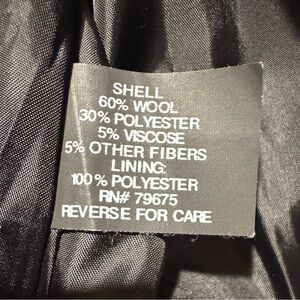 SHELL
60% WOOL
30% POLYESTER
5% VISCOSE
5% OTHER FIBERS
LINING:
100% POLYESTER
RN# 79675
REVERSE FOR CARE